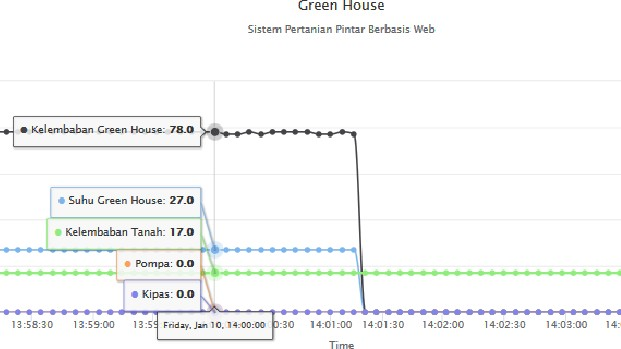 Green House
Sistem Pertanian Pintar Berbasis Web
Kelembaban Green House: 78.0
Suhu Green House: 27.0
Kelembaban Tanah: 17.0
Pompa: 0.0
Kipas: 0.0
13:58:30 13:59:00 14:01:00 14:01:30 14:02:00 14:02:30 14:03:00
Friday, Jan 10, 14:00:00
Time